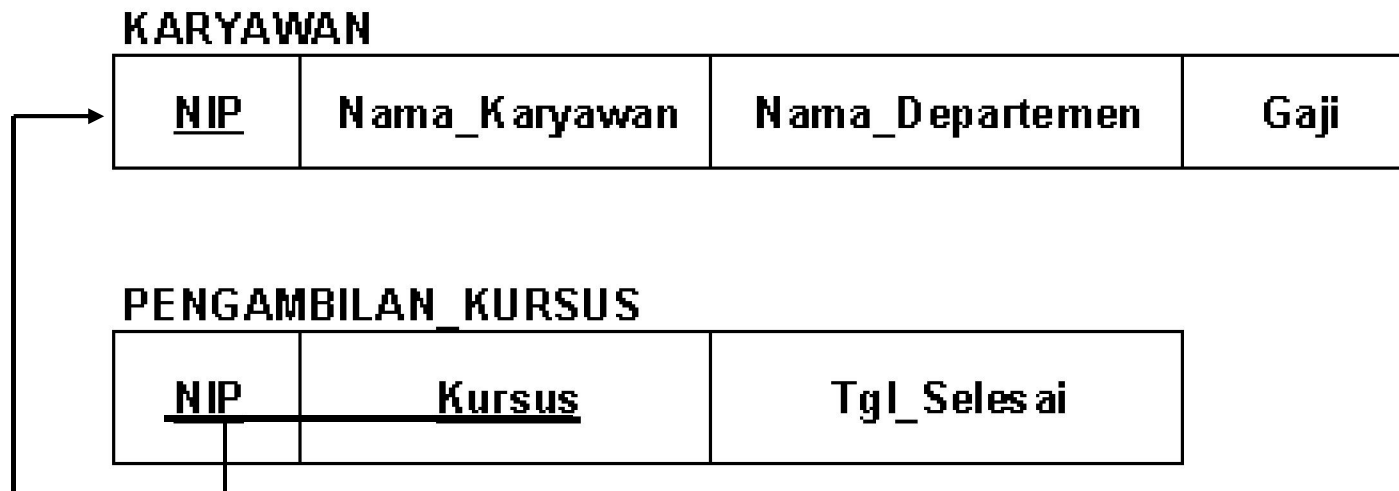 KARYAWAN
NIP Nama_Karyawan Nama_Departemen Gaji
PENGAMBILAN_KURSUS
NIP Kursus Tgl_Selesai